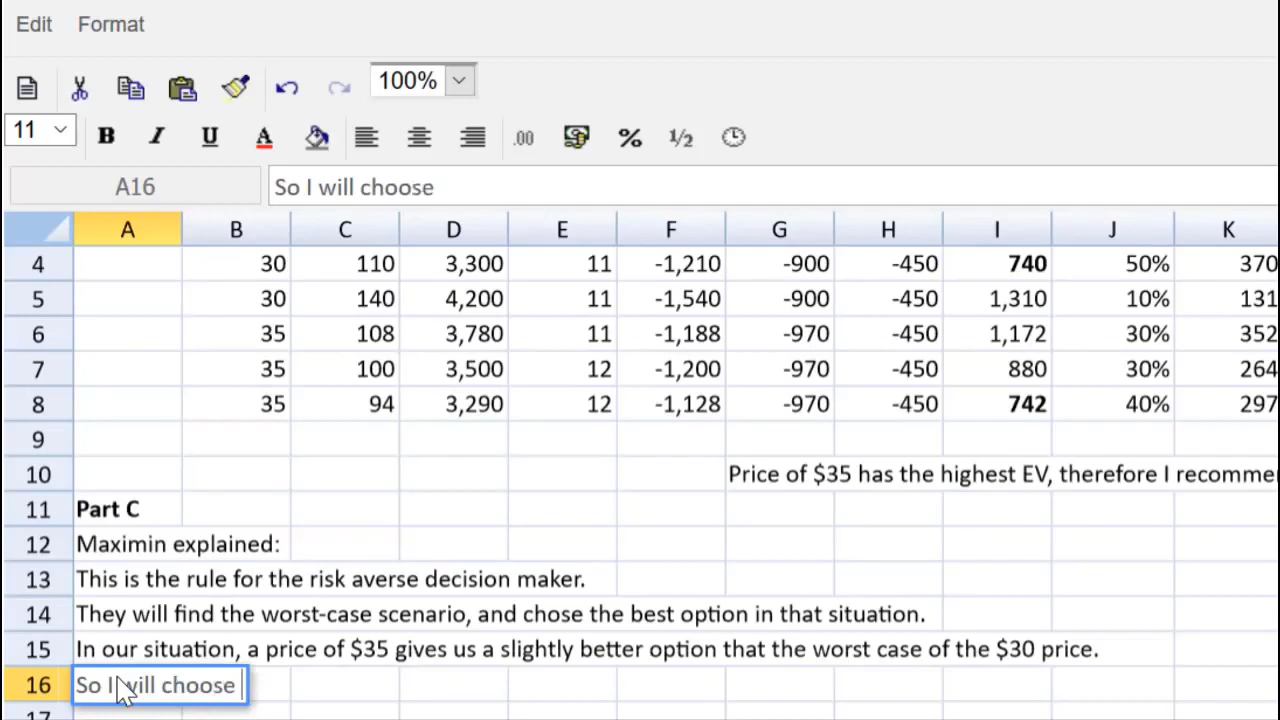 Edit Format
100%
11 B I U A .00 % 1/2
A16 So I will choose
A B C D E F G H I J K
4 30 110 3,300 11 -1,210 -900 -450 740 50% 370
5 30 140 4,200 11 -1,540 -900 -450 1,310 10% 131
6 35 108 3,780 11 -1,188 -970 -450 1,172 30% 352
7 35 100 3,500 12 -1,200 -970 -450 880 30% 264
8 35 94 3,290 12 -1,128 -970 -450 742 40% 297
9
10 Price of $35 has the highest EV, therefore I recomme
11 Part C
12 Maximin explained:
13 This is the rule for the risk averse decision maker.
14 They will find the worst-case scenario, and chose the best option in that situation.
15 In our situation, a price of $35 gives us a slightly better option that the worst case of the $30 price.
16 So I will choose
17